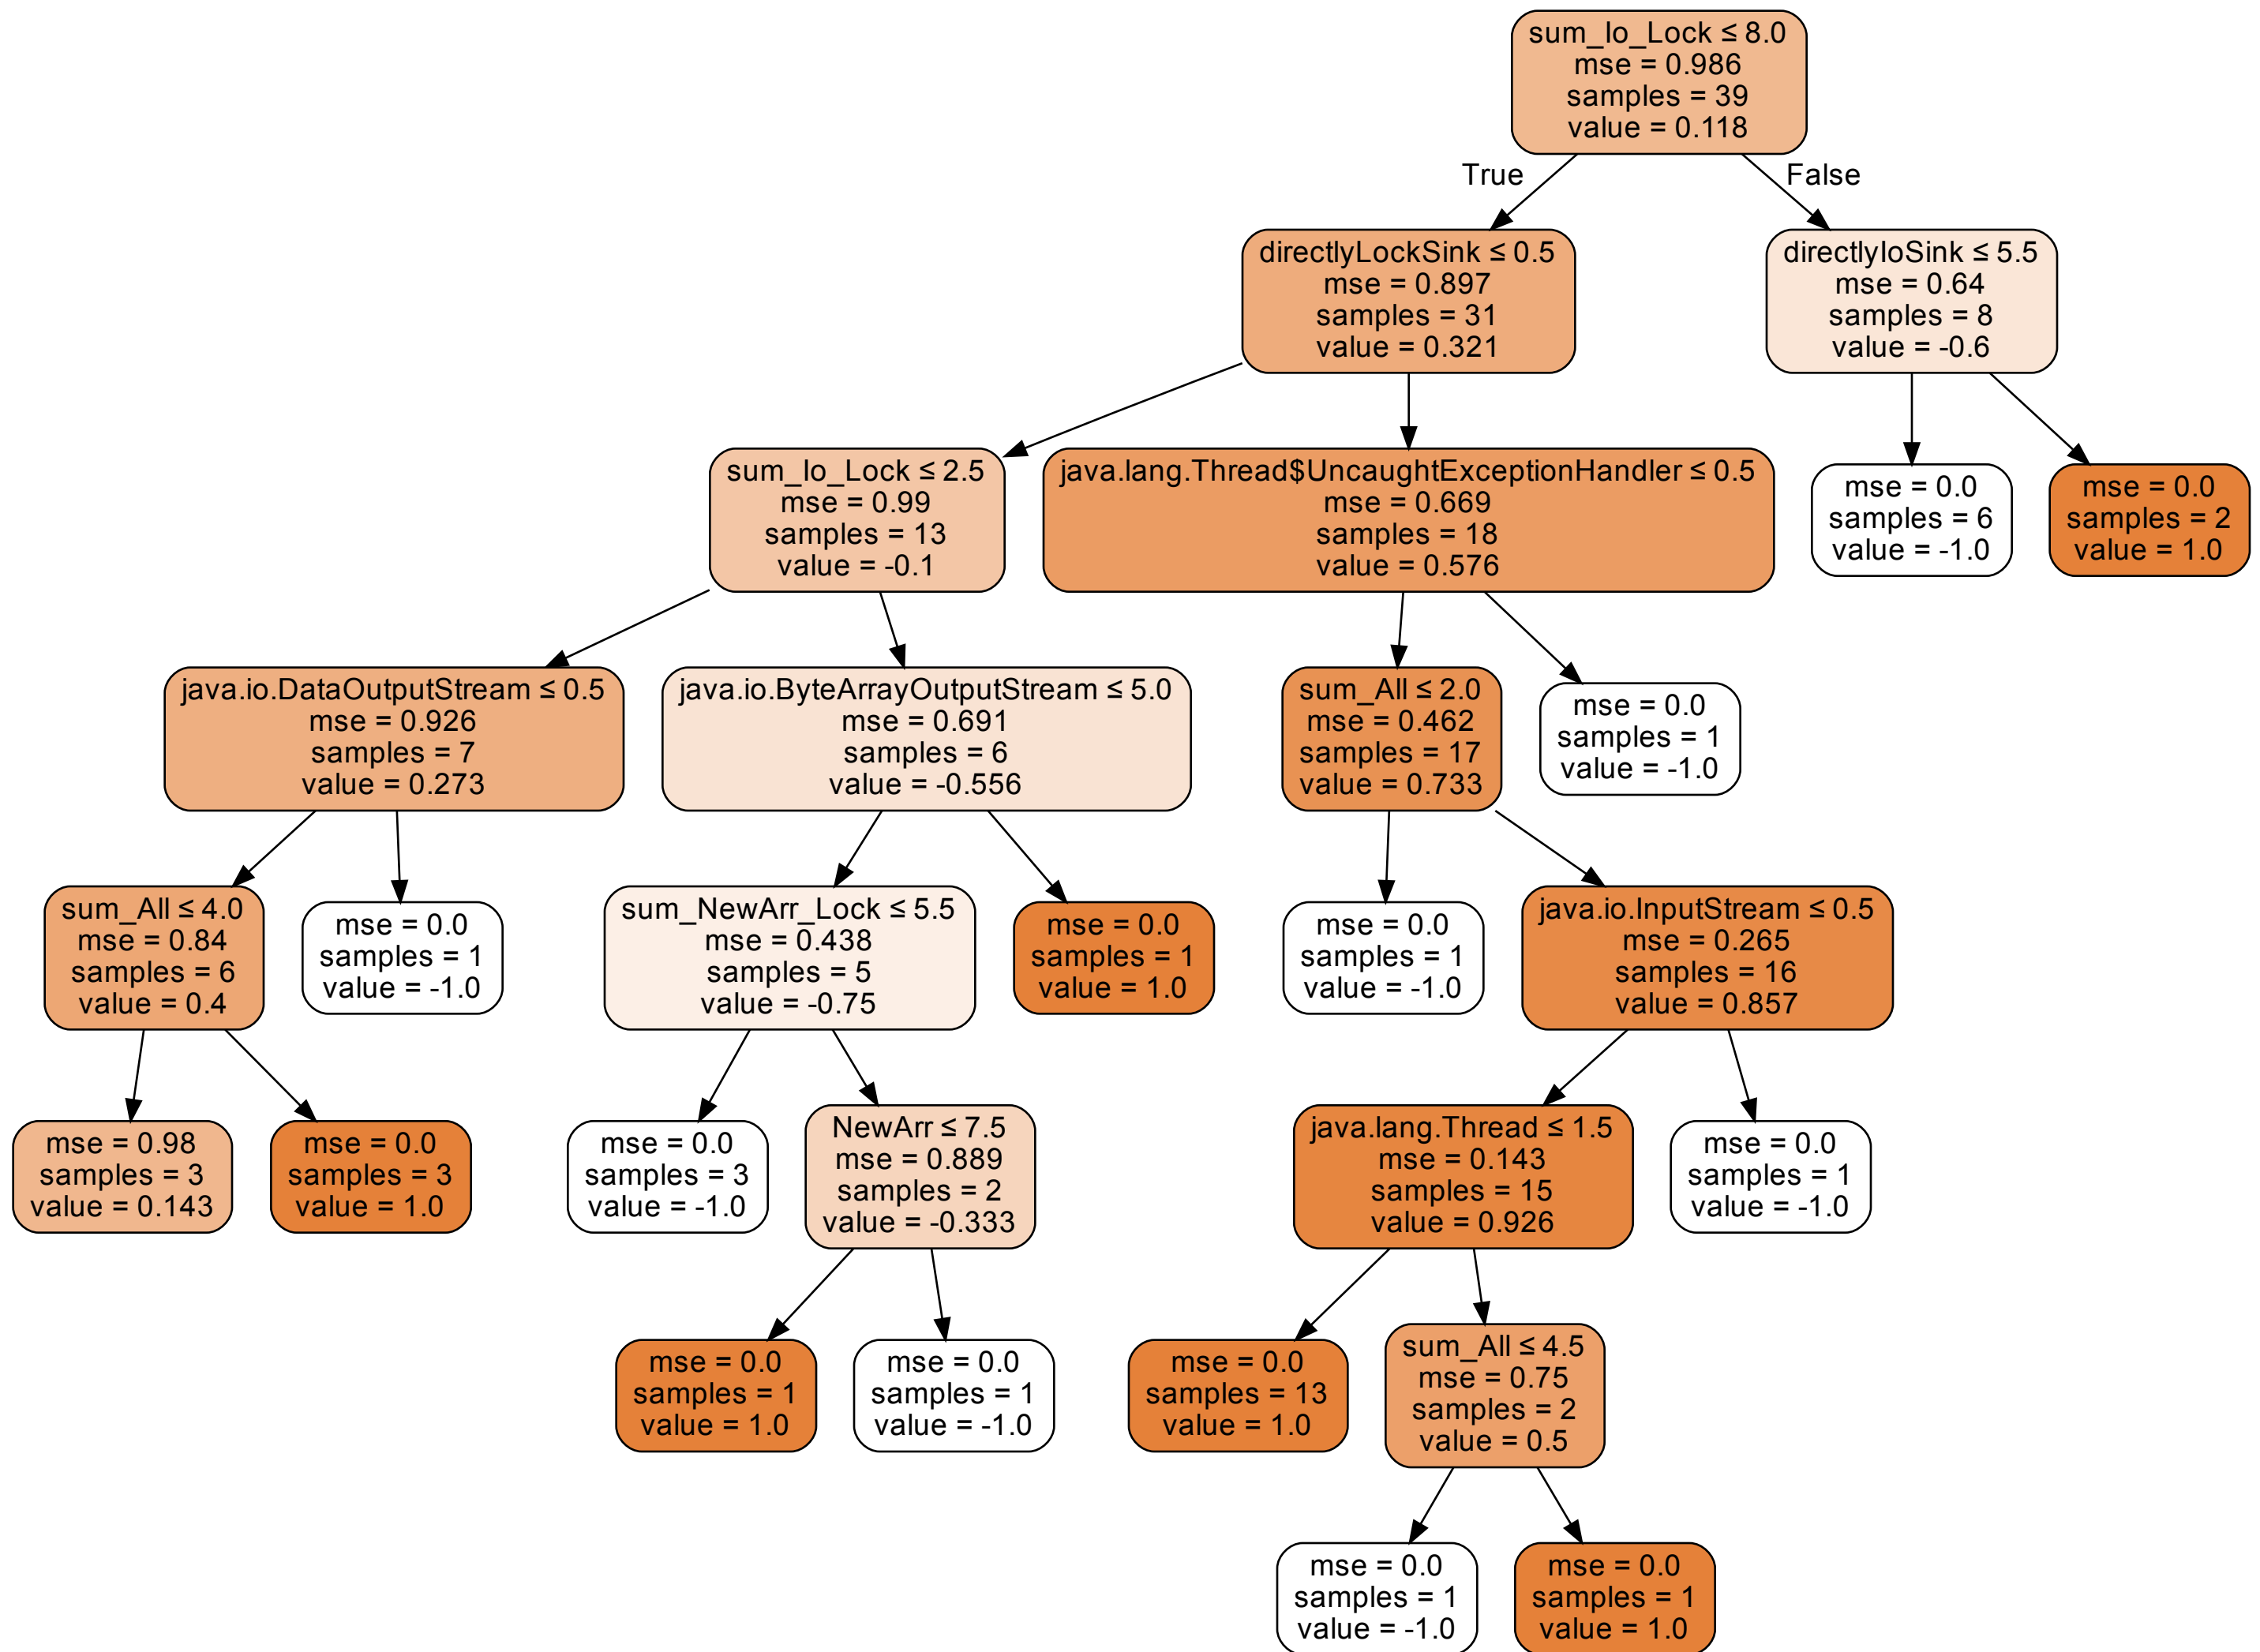 sum_Io_Lock ≤ 8.0
mse = 0.986
samples = 39
value = 0.118
True
False
directlyLockSink ≤ 0.5
mse = 0.897
samples = 31
value = 0.321
directlyIoSink ≤ 5.5
mse = 0.64
samples = 8
value = -0.6
sum_Io_Lock ≤ 2.5
mse = 0.99
samples = 13
value = -0.1
java.lang.Thread$UncaughtExceptionHandler ≤ 0.5
mse = 0.669
samples = 18
value = 0.576
mse = 0.0
samples = 6
value = -1.0
mse = 0.0
samples = 2
value = 1.0
java.io.DataOutputStream ≤ 0.5
mse = 0.926
samples = 7
value = 0.273
java.io.ByteArrayOutputStream ≤ 5.0
mse = 0.691
samples = 6
value = -0.556
sum_All ≤ 2.0
mse = 0.462
samples = 17
value = 0.733
mse = 0.0
samples = 1
value = -1.0
sum_All ≤ 4.0
mse = 0.84
samples = 6
value = 0.4
mse = 0.0
samples = 1
value = -1.0
sum_NewArr_Lock ≤ 5.5
mse = 0.438
samples = 5
value = -0.75
mse = 0.0
samples = 1
value = 1.0
mse = 0.0
samples = 1
value = -1.0
java.io.InputStream ≤ 0.5
mse = 0.265
samples = 16
value = 0.857
mse = 0.98
samples = 3
value = 0.143
mse = 0.0
samples = 3
value = 1.0
mse = 0.0
samples = 3
value = -1.0
NewArr ≤ 7.5
mse = 0.889
samples = 2
value = -0.333
java.lang.Thread ≤ 1.5
mse = 0.143
samples = 15
value = 0.926
mse = 0.0
samples = 1
value = -1.0
mse = 0.0
samples = 1
value = 1.0
mse = 0.0
samples = 1
value = -1.0
mse = 0.0
samples = 13
value = 1.0
sum_All ≤ 4.5
mse = 0.75
samples = 2
value = 0.5
mse = 0.0
samples = 1
value = -1.0
mse = 0.0
samples = 1
value = 1.0